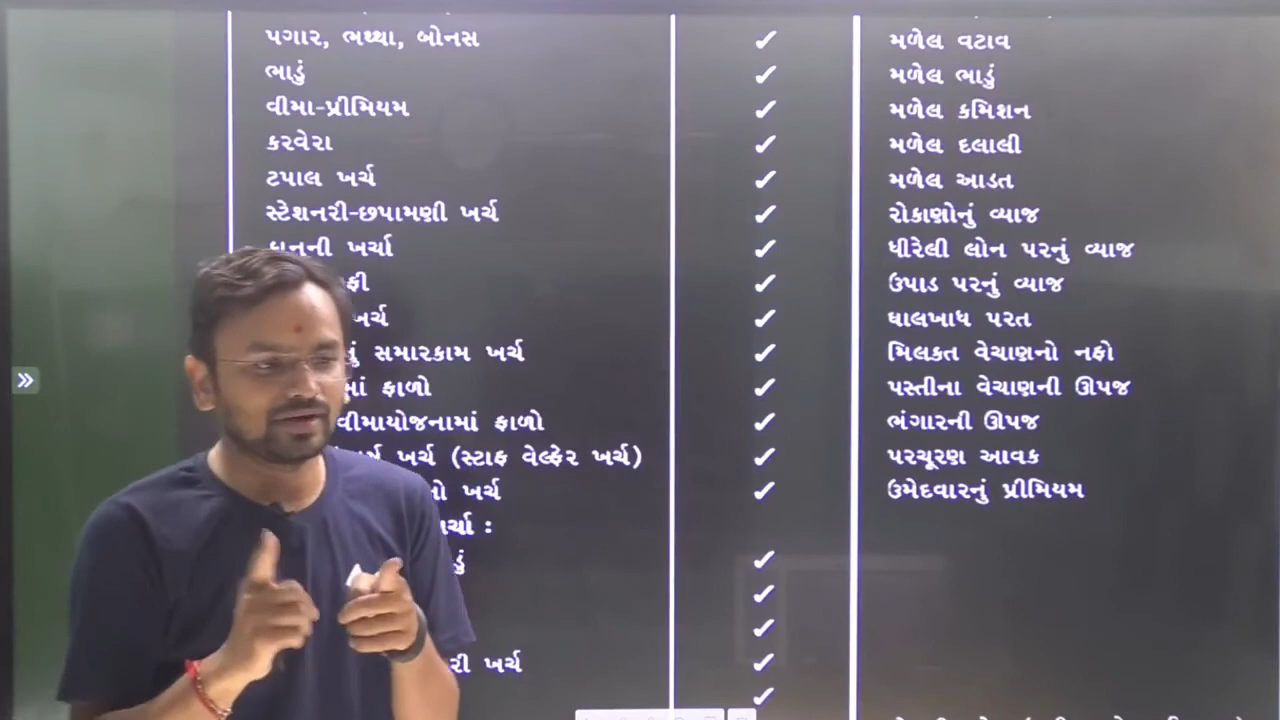 પગાર, ભથ્થા, બોનસ
ભાડું
વીમા-પ્રીમિયમ
કરવેરા
ટપાલ ખર્ચ
સ્ટેશનરી-છપામણી ખર્ચ
ખર્ચા
ફી
ખર્ચ
સમારકામ ખર્ચ
ફાળો
વીમાયોજનામાં ફાળો
ખર્ચ (સ્ટાફ વેલ્ફેર ખર્ચ)
ખર્ચ
ખર્ચ
મળેલ વટાવ
મળેલ ભાડું
મળેલ કમિશન
મળેલ દલાલી
મળેલ આડત
રોકાણોનું વ્યાજ
ધીરેલી લોન પરનું વ્યાજ
ઉપાડ પરનું વ્યાજ
ઘાલખાધ પરત
મિલકત વેચાણનો નફો
પસ્તીના વેચાણની ઊપજ
ભંગારની ઊપજ
પરચૂરણ આવક
ઉમેદવારનું પ્રીમિયમ